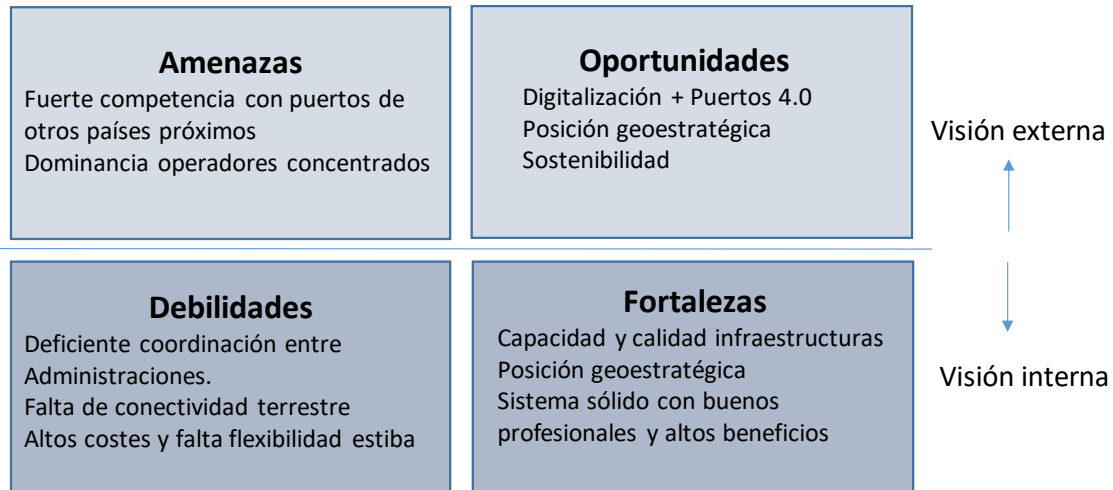 Amenazas
Fuerte competencia con puertos de
otros países próximos
Dominancia operadores concentrados
Oportunidades
Digitalización + Puertos 4.0
Posición geoestratégica
Sostenibilidad
Visión externa
Debilidades
Deficiente coordinación entre
Administraciones.
Falta de conectividad terrestre
Altos costes y falta flexibilidad estiba
Fortalezas
Capacidad y calidad infraestructuras
Posición geoestratégica
Sistema sólido con buenos
profesionales y altos beneficios
Visión interna